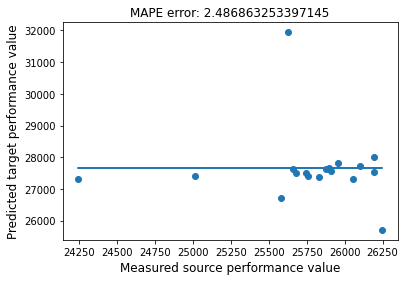 MAPE error: 2.486863253397145
32000
31000
30000
29000
28000
27000
26000
Predicted target performance value
24250 24500 24750 25000 25250 25500 25750 26000 26250
Measured source performance value